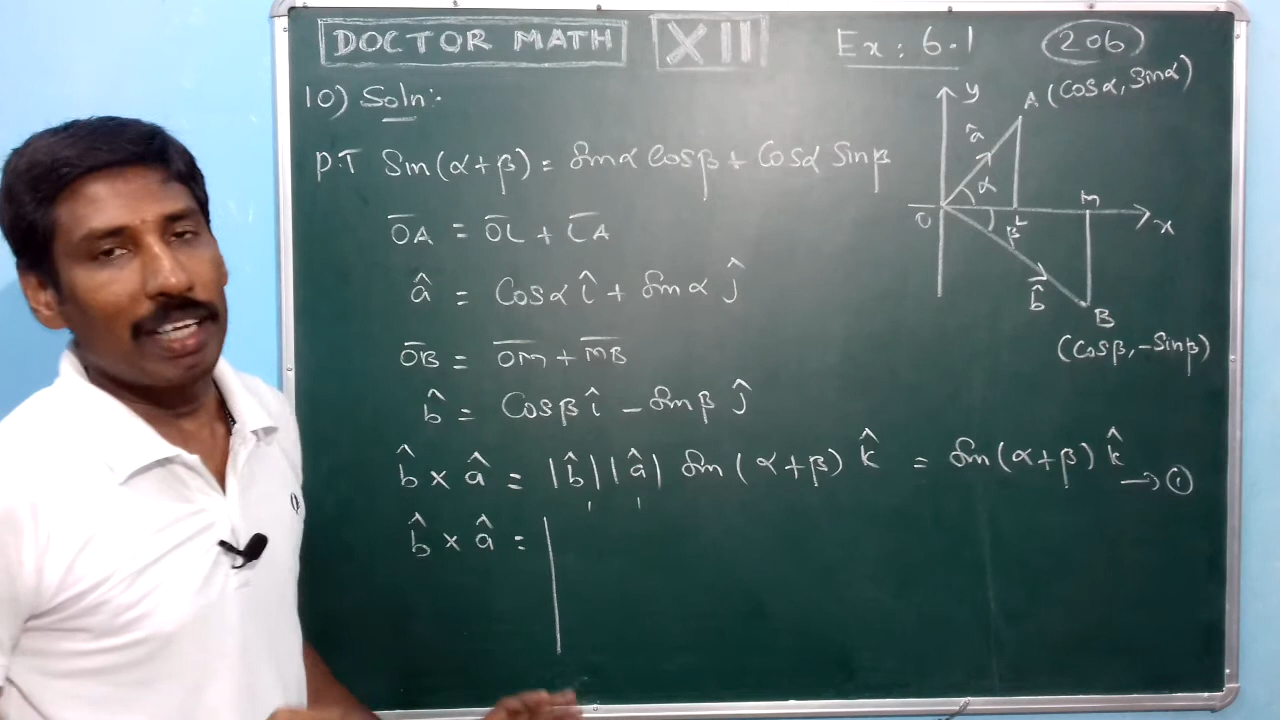 DOCTOR MATH XII Ex: 6.1 206
10) Soln:-
P.T Sin(α+β) = Sinα Cosβ + Cosα Sinβ
OA̅ = OL̅ + LA̅
â = Cosα î + Sinα ĵ
OB̅ = OM̅ + MB̅
b̂ = Cosβ î - Sinβ ĵ
b̂ × â = |b̂| |â| Sin (α+β) k̂ = Sin(α+β) k̂ → ①
b̂ × â = |
y
A (Cosα, Sinα)
â
α
O
L
M
x
β
b̂
B
(Cosβ, -Sinβ)